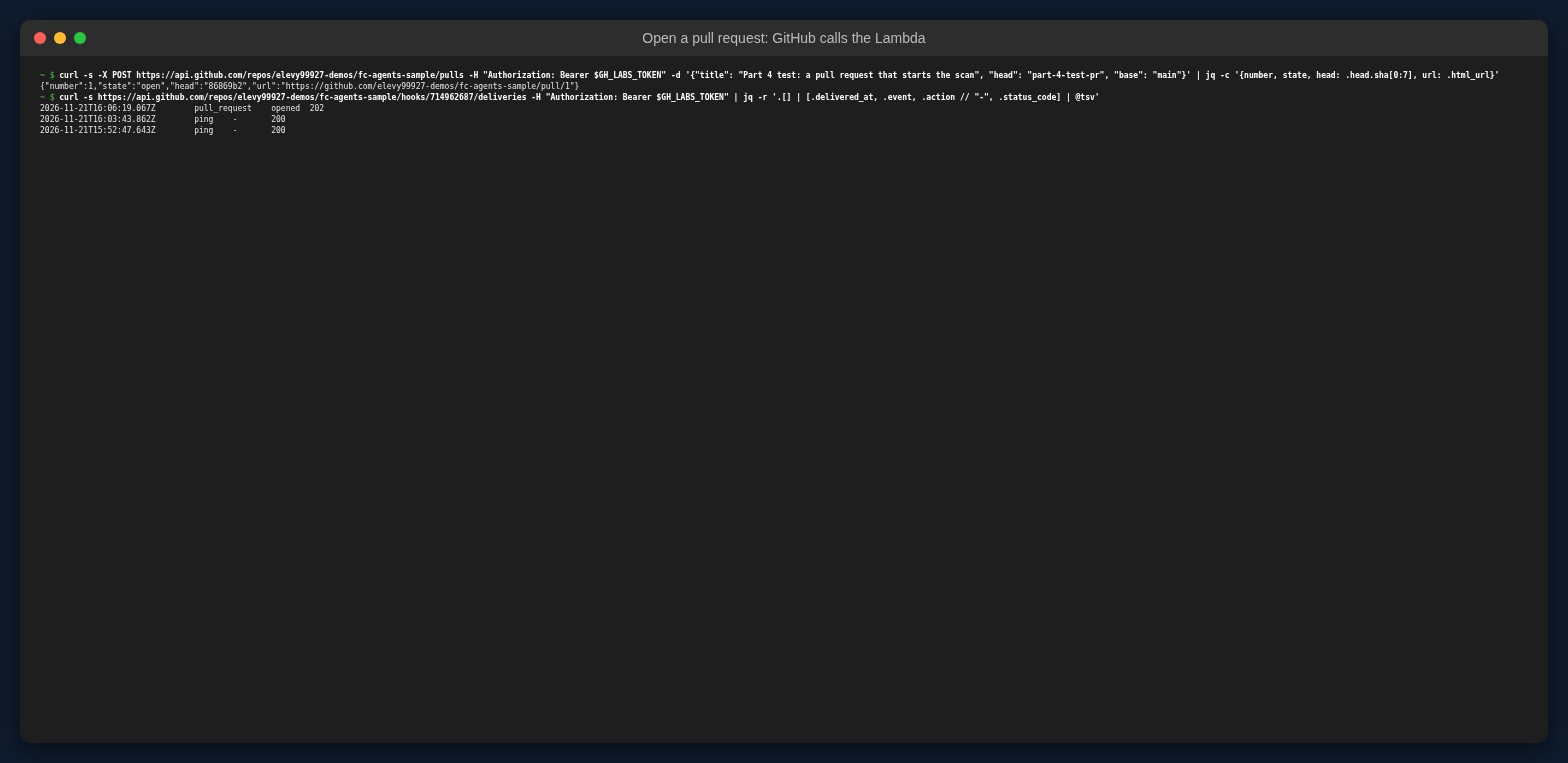 Open a pull request: GitHub calls the Lambda
~ $ curl -s -X POST https://api.github.com/repos/elevy99927-demos/fc-agents-sample/pulls -H "Authorization: Bearer $GH_LABS_TOKEN" -d '{"title": "Part 4 test: a pull request that starts the scan", "head": "part-4-test-pr", "base": "main"}' | jq -c '{number, state, head: .head.sha[0:7], url: .html_url}'
{"number":1,"state":"open","head":"86869b2","url":"https://github.com/elevy99927-demos/fc-agents-sample/pull/1"}
~ $ curl -s https://api.github.com/repos/elevy99927-demos/fc-agents-sample/hooks/714962687/deliveries -H "Authorization: Bearer $GH_LABS_TOKEN" | jq -r '.[] | [.delivered_at, .event, .action // "-", .status_code] | @tsv'
2026-11-21T16:06:19.067Z	pull_request	opened	202
2026-11-21T16:03:43.862Z	ping	-	200
2026-11-21T15:52:47.643Z	ping	-	200